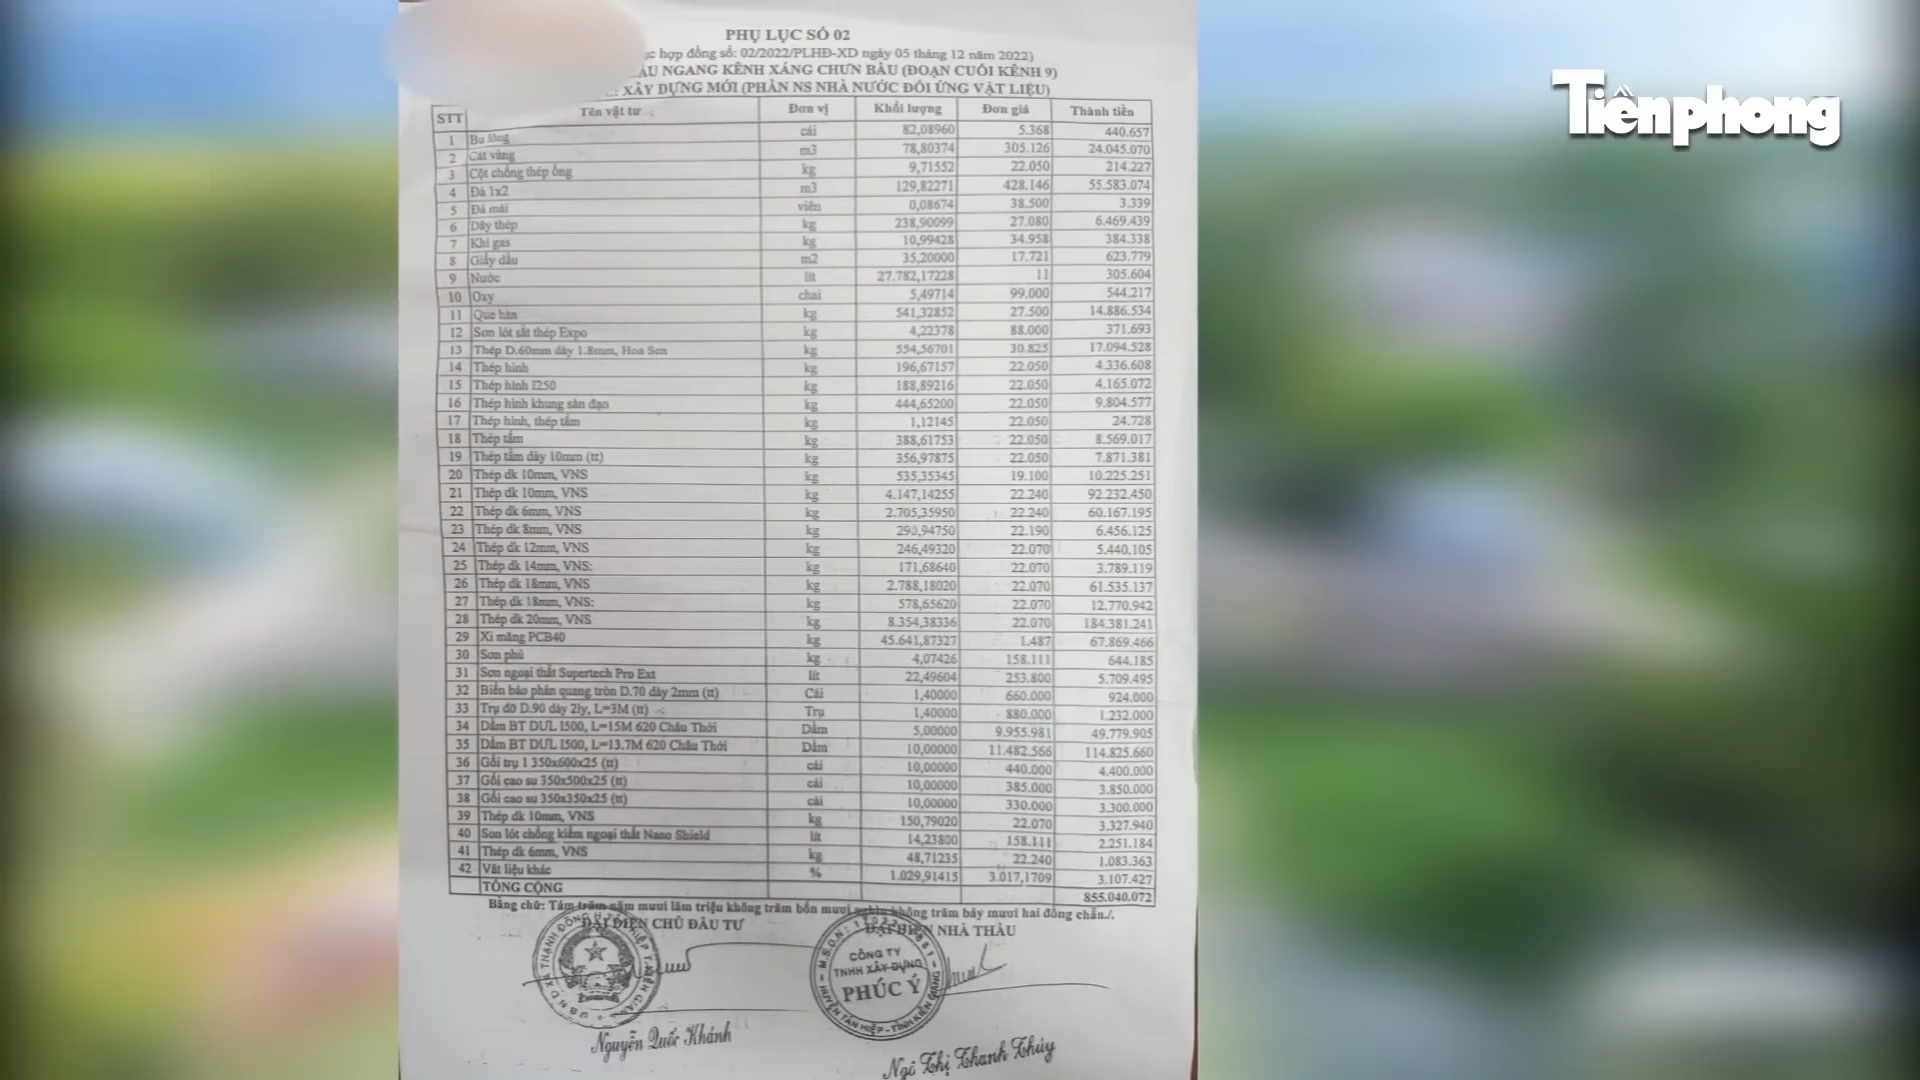 PHỤ LỤC SỐ 02
hợp đồng số: 02/2022/PLHĐ-XD ngày 05 tháng 12 năm 2022)
NGANG KÊNH XÁNG CHƯN BẦU (ĐOẠN CUỐI KÊNH 9)
XÂY DỰNG MỚI (PHẦN NS NHÀ NƯỚC ĐỐI ỨNG VẬT LIỆU)
Tiền phong
STT Tên vật tư Đơn vị Khối lượng Đơn giá Thành tiền
1 Bu lông cái 82,08960 5.368 440.657
2 Cát vàng m3 78,80374 305.126 24.045.070
3 Cột chống thép ống kg 9,71552 22.050 214.227
4 Đá 1x2 m3 129,82271 428.146 55.583.074
5 Đá mài viên 0,08674 38.500 3.339
6 Dây thép kg 238,90099 27.080 6.469.439
7 Khí gas kg 10,99428 34.958 384.338
8 Giấy dầu m2 35,20000 17.721 623.779
9 Nước lít 27.782,17228 11 305.604
10 Oxy chai 5,49714 99.000 544.217
11 Que hàn kg 541,32852 27.500 14.886.534
12 Sơn lót sắt thép Expo kg 4,22378 88.000 371.693
13 Thép D.60mm dày 1.8mm, Hoa Sen kg 554,56701 30.825 17.094.528
14 Thép hình kg 196,67157 22.050 4.336.608
15 Thép hình I250 kg 188,89216 22.050 4.165.072
16 Thép hình khung sàn đạo kg 444,65200 22.050 9.804.577
17 Thép hình, thép tấm kg 1,12145 22.050 24.728
18 Thép tấm kg 388,61753 22.050 8.569.017
19 Thép tấm dày 10mm (tt) kg 356,97875 22.050 7.871.381
20 Thép dk 10mm, VNS kg 535,35345 19.100 10.225.251
21 Thép dk 10mm, VNS kg 4.147,14255 22.240 92.232.450
22 Thép dk 6mm, VNS kg 2.705,35950 22.240 60.167.195
23 Thép dk 8mm, VNS kg 290,94750 22.190 6.456.125
24 Thép dk 12mm, VNS kg 246,49320 22.070 5.440.105
25 Thép dk 14mm, VNS: kg 171,68640 22.070 3.789.119
26 Thép dk 18mm, VNS kg 2.788,18020 22.070 61.535.137
27 Thép dk 18mm, VNS: kg 578,65620 22.070 12.770.942
28 Thép dk 20mm, VNS kg 8.354,38336 22.070 184.381.241
29 Xi măng PCB40 kg 45.641,87327 1.487 67.869.466
30 Sơn phủ kg 4,07426 158.111 644.185
31 Sơn ngoại thất Supertech Pro Ext lít 22,49604 253.800 5.709.495
32 Biển báo phản quang tròn D.70 dày 2mm (tt) Cái 1,40000 660.000 924.000
33 Trụ đỡ D.90 dày 2ly, L=3M (tt) Trụ 1,40000 880.000 1.232.000
34 Dầm BT DƯL I500, L=15M 620 Châu Thới Dầm 5,00000 9.955.981 49.779.905
35 Dầm BT DƯL I500, L=13.7M 620 Châu Thới Dầm 10,00000 11.482.566 114.825.660
36 Gối trụ 1 350x600x25 (tt) cái 10,00000 440.000 4.400.000
37 Gối cao su 350x500x25 (tt) cái 10,00000 385.000 3.850.000
38 Gối cao su 350x350x25 (tt) cái 10,00000 330.000 3.300.000
39 Thép dk 10mm, VNS kg 150,79020 22.070 3.327.940
40 Sơn lót chống kiềm ngoại thất Nano Shield lít 14,23800 158.111 2.251.184
41 Thép dk 6mm, VNS kg 48,71235 22.240 1.083.363
42 Vật liệu khác % 1.029,91415 3.017,1709 3.107.427
TỔNG CỘNG 855.040.072
Bằng chữ: Tám trăm năm mươi lăm triệu không trăm bốn mươi nghìn không trăm bảy mươi hai đồng chẵn./.
ĐẠI DIỆN CHỦ ĐẦU TƯ ĐẠI DIỆN NHÀ THẦU
CÔNG TY
TNHH XÂY DỰNG
PHÚC Ý
HUYỆN TÂN HIỆP - TỈNH KIÊN GIANG
Nguyễn Quốc Khánh
Ngô Thị Thanh Thúy